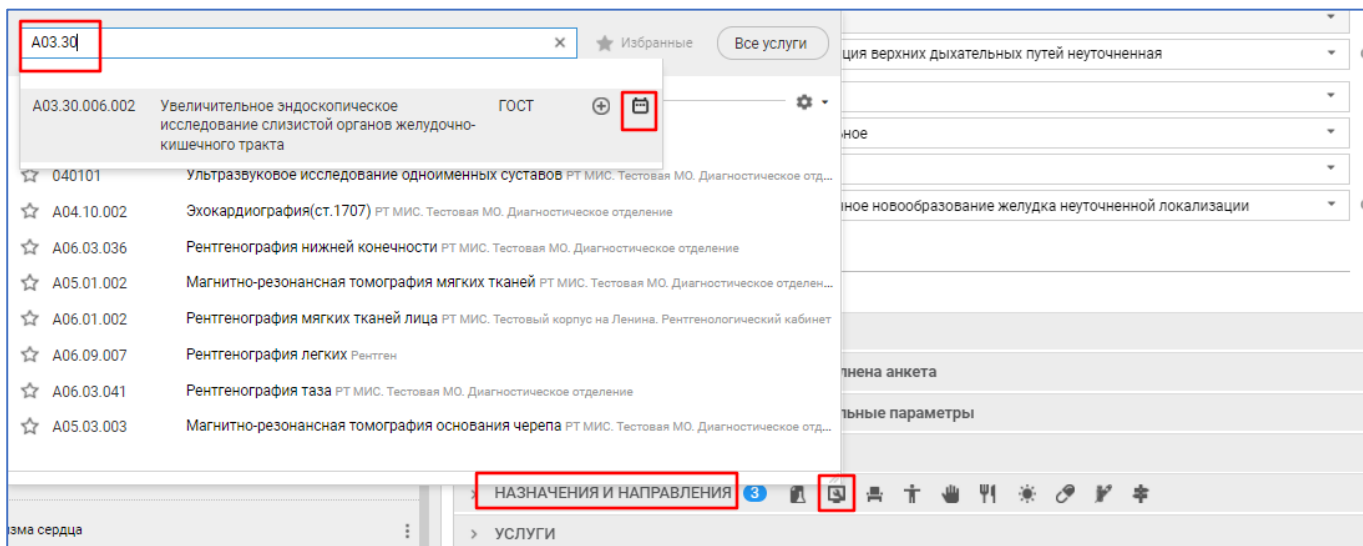 А03.30
Избранные
Все услуги
ция верхних дыхательных путей неуточненная
A03.30.006.002 Увеличительное эндоскопическое исследование слизистой органов желудочно-кишечного тракта ГОСТ
ное
040101 Ультразвуковое исследование одноименных суставов РТ МИС. Тестовая МО. Диагностическое отд...
A04.10.002 Эхокардиография(ст.1707) РТ МИС. Тестовая МО. Диагностическое отделение
ное новообразование желудка неуточненной локализации
A06.03.036 Рентгенография нижней конечности РТ МИС. Тестовая МО. Диагностическое отделение
A05.01.002 Магнитно-резонансная томография мягких тканей РТ МИС. Тестовая МО. Диагностическое отделен...
A06.01.002 Рентгенография мягких тканей лица РТ МИС. Тестовый корпус на Ленина. Рентгенологический кабинет
A06.09.007 Рентгенография легких Рентген
лнена анкета
A06.03.041 Рентгенография таза РТ МИС. Тестовая МО. Диагностическое отделение
льные параметры
A05.03.003 Магнитно-резонансная томография основания черепа РТ МИС. Тестовая МО. Диагностическое отд...
НАЗНАЧЕНИЯ И НАПРАВЛЕНИЯ 3
зма сердца
УСЛУГИ